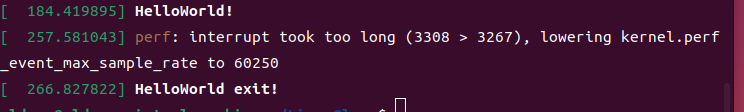 [  184.419895] HelloWorld!
[  257.581043] perf: interrupt took too long (3308 > 3267), lowering kernel.perf
_event_max_sample_rate to 60250
[  266.827822] HelloWorld exit!